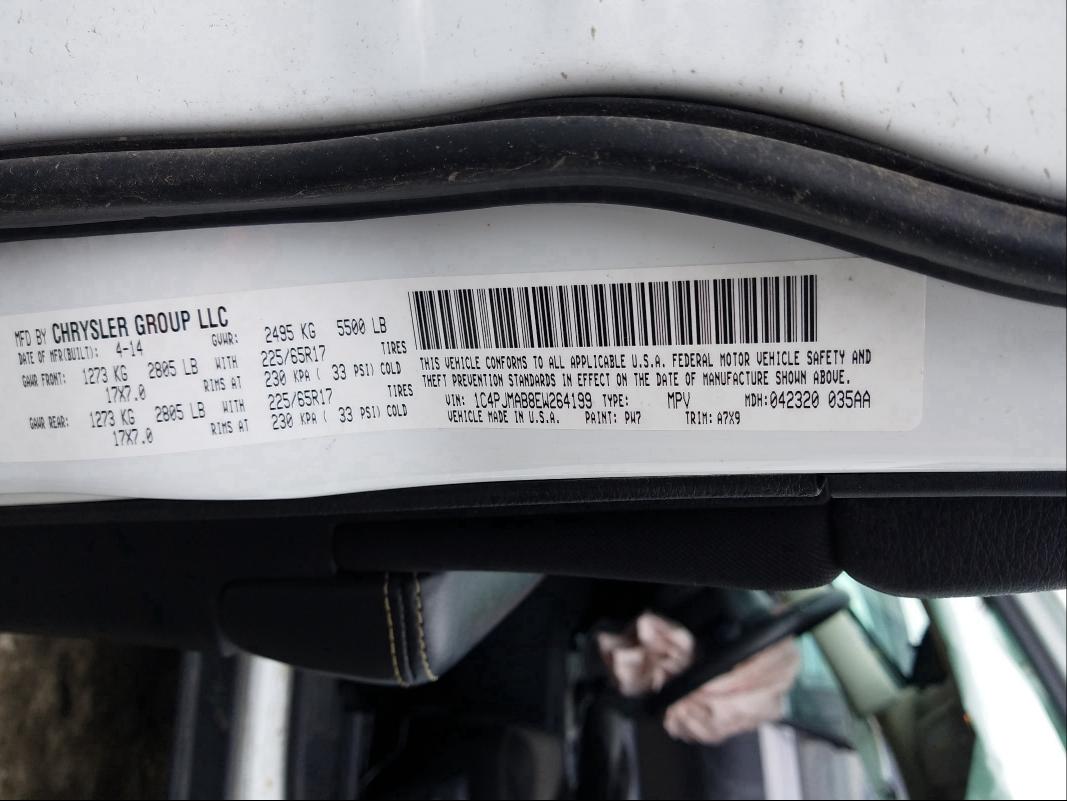 MFD BY CHRYSLER GROUP LLC
DATE OF MFR(BUILT): 4-14 GVWR: 2495 KG 5500 LB
GAWR FRONT: 1273 KG 2805 LB WITH 225/65R17 TIRES
17X7.0 RIMS AT 230 KPA ( 33 PSI) COLD
GAWR REAR: 1273 KG 2805 LB WITH 225/65R17 TIRES
17X7.0 RIMS AT 230 KPA ( 33 PSI) COLD
THIS VEHICLE CONFORMS TO ALL APPLICABLE U.S.A. FEDERAL MOTOR VEHICLE SAFETY AND
THEFT PREVENTION STANDARDS IN EFFECT ON THE DATE OF MANUFACTURE SHOWN ABOVE.
VIN: 1C4PJMAB8EW264199 TYPE: MPV MDH: 042320 035AA
VEHICLE MADE IN U.S.A. PAINT: PW7 TRIM: A7X9